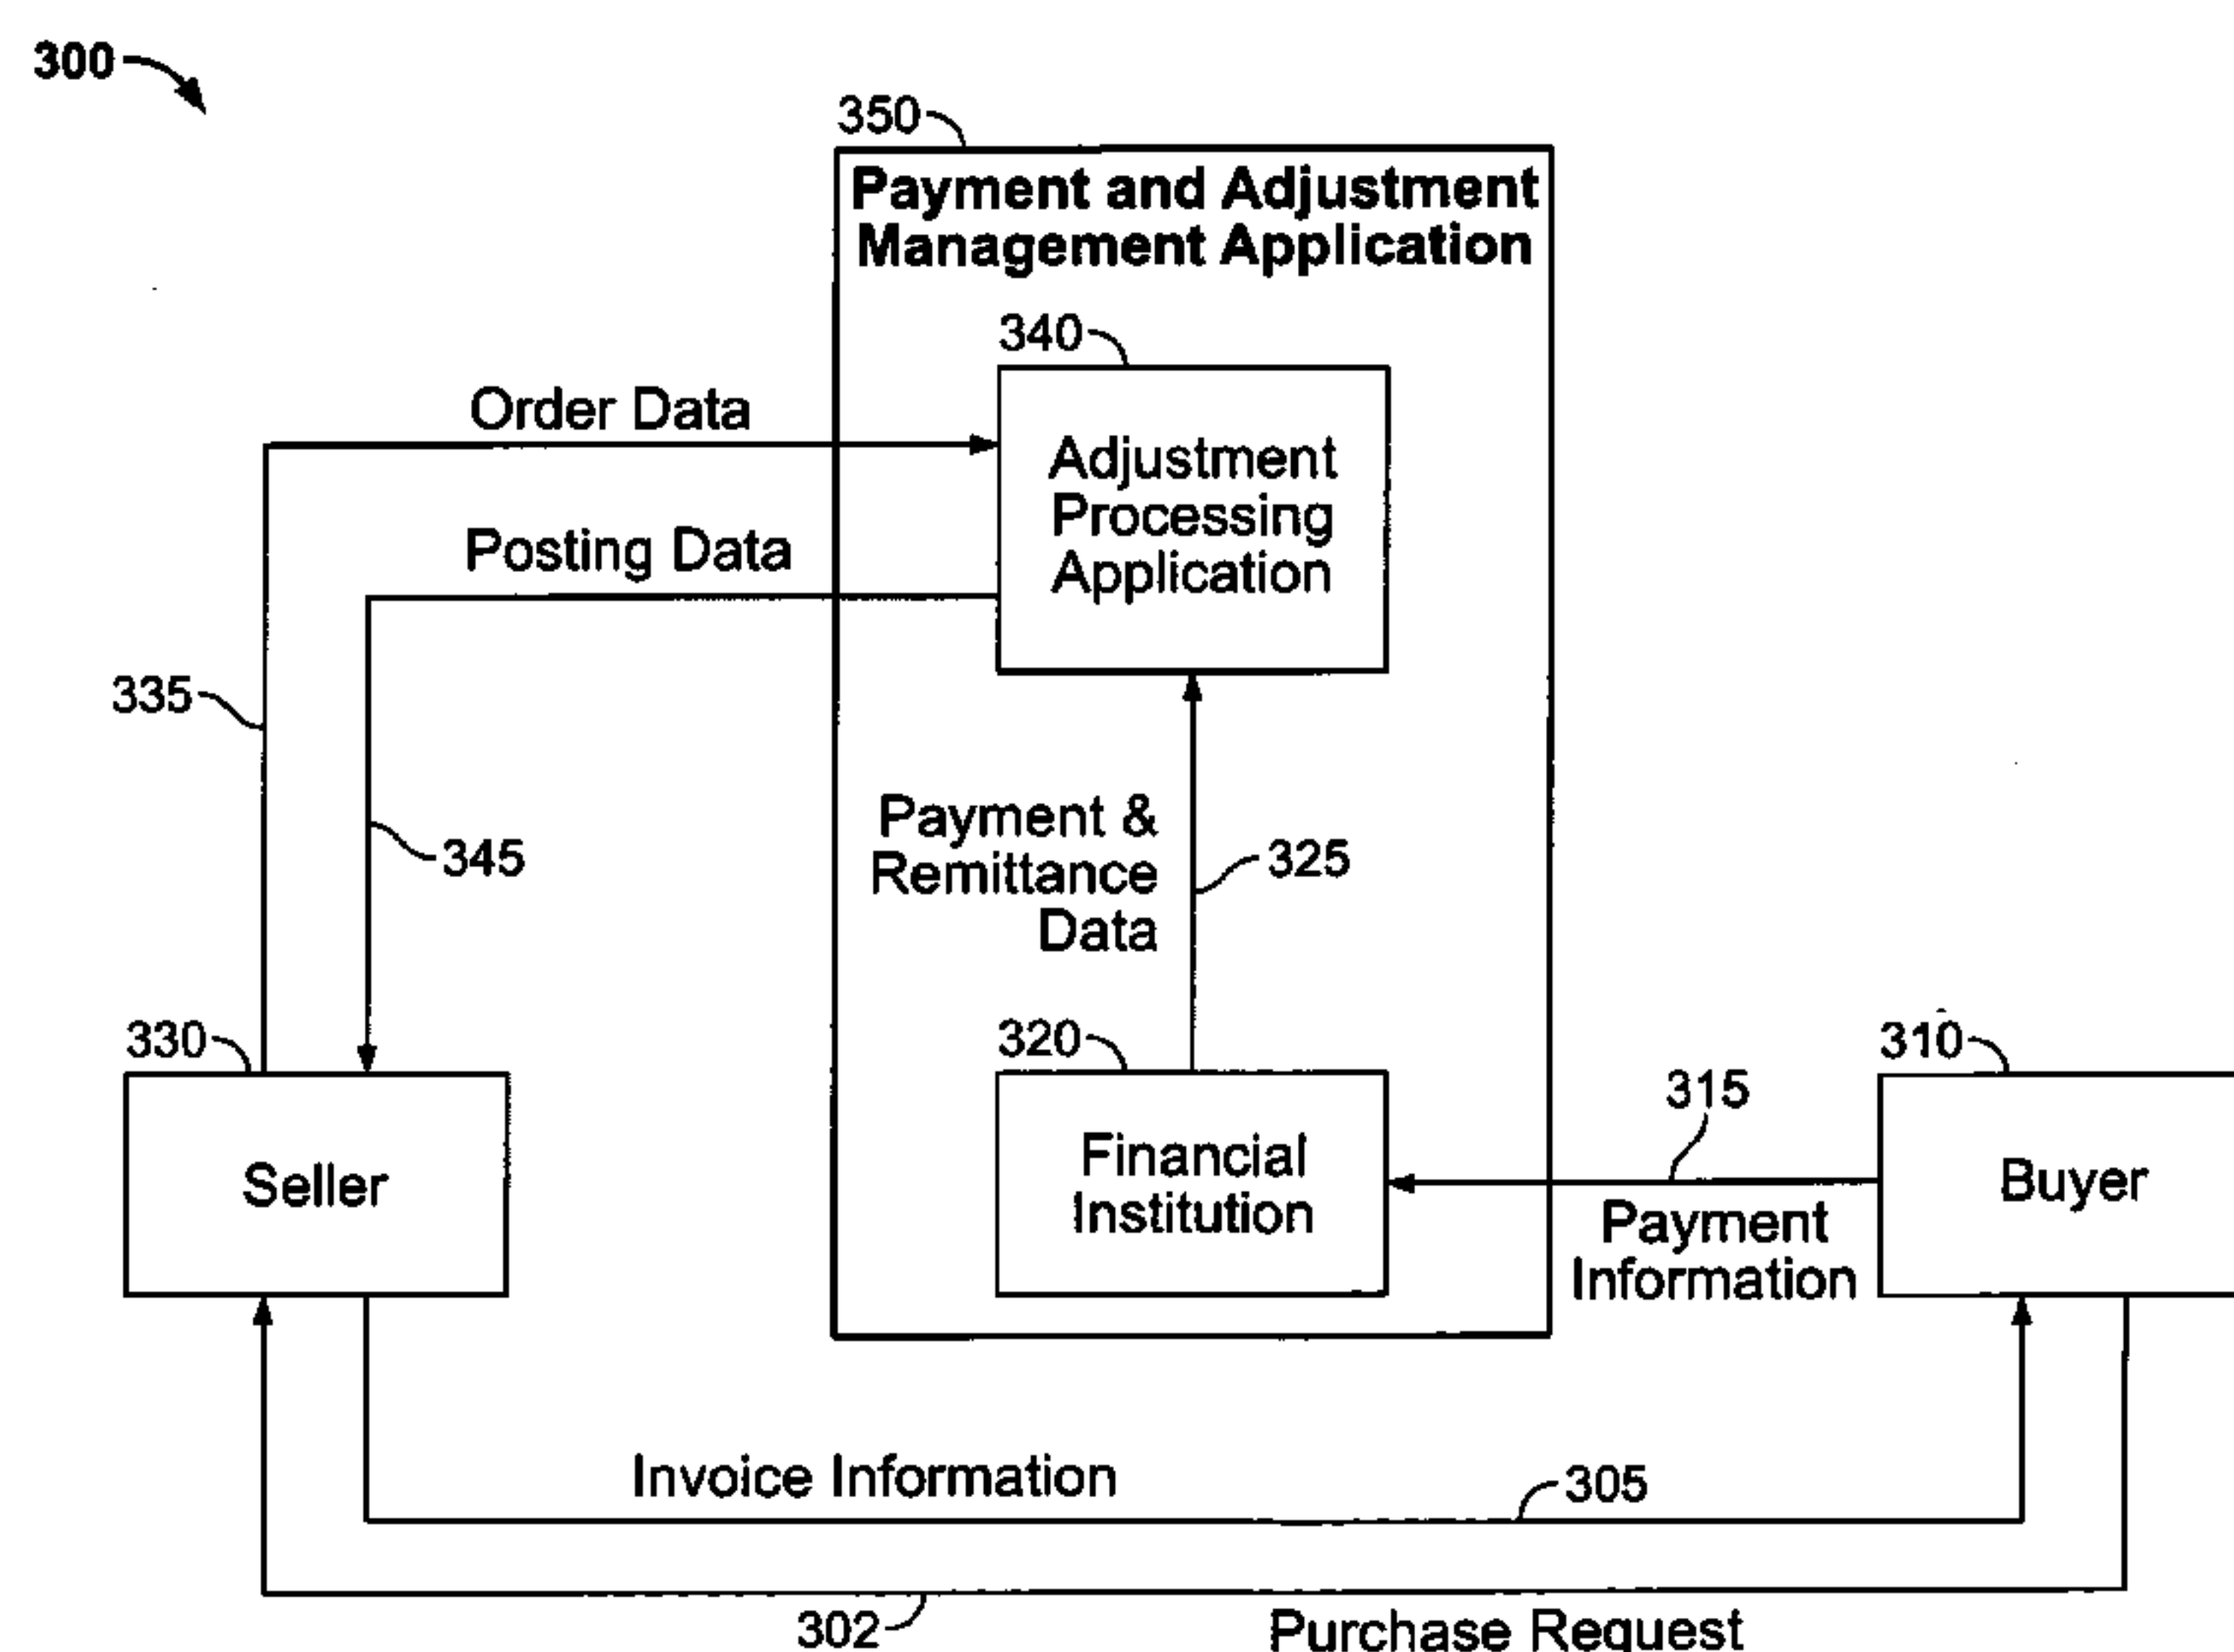 300
350
Payment and Adjustment
Management Application
340
Order Data
Adjustment
Processing
Application
Posting Data
335
345
Payment &
Remittance
Data
325
330
320
310
315
Seller
Financial
Institution
Buyer
Payment
Information
Invoice Information
305
302
Purchase Request